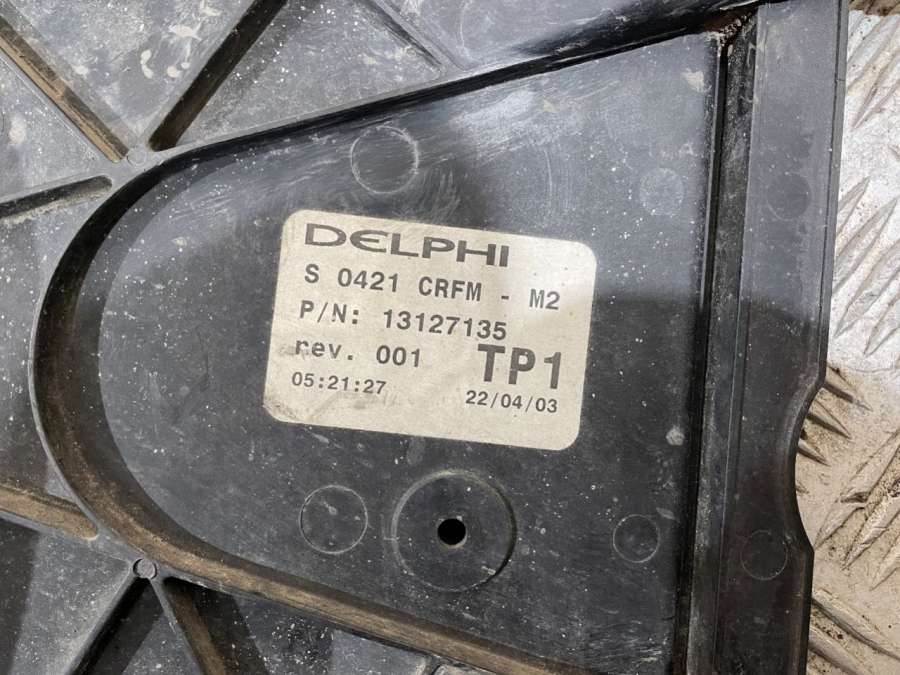 DELPHI
S 0421 CRFM - M2
P/N: 13127135
rev. 001 TP1
05:21:27 22/04/03